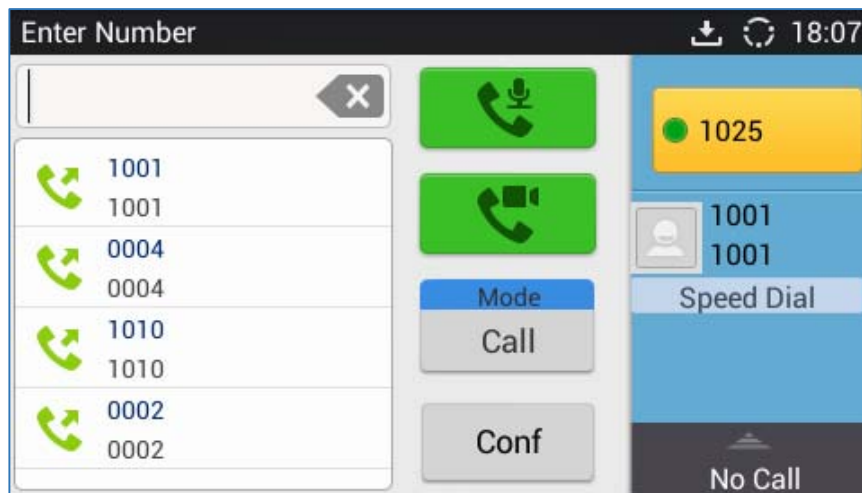 Enter Number
18:07
1001
1001
0004
0004
1010
1010
0002
0002
Mode
Call
Conf
1025
1001
1001
Speed Dial
No Call